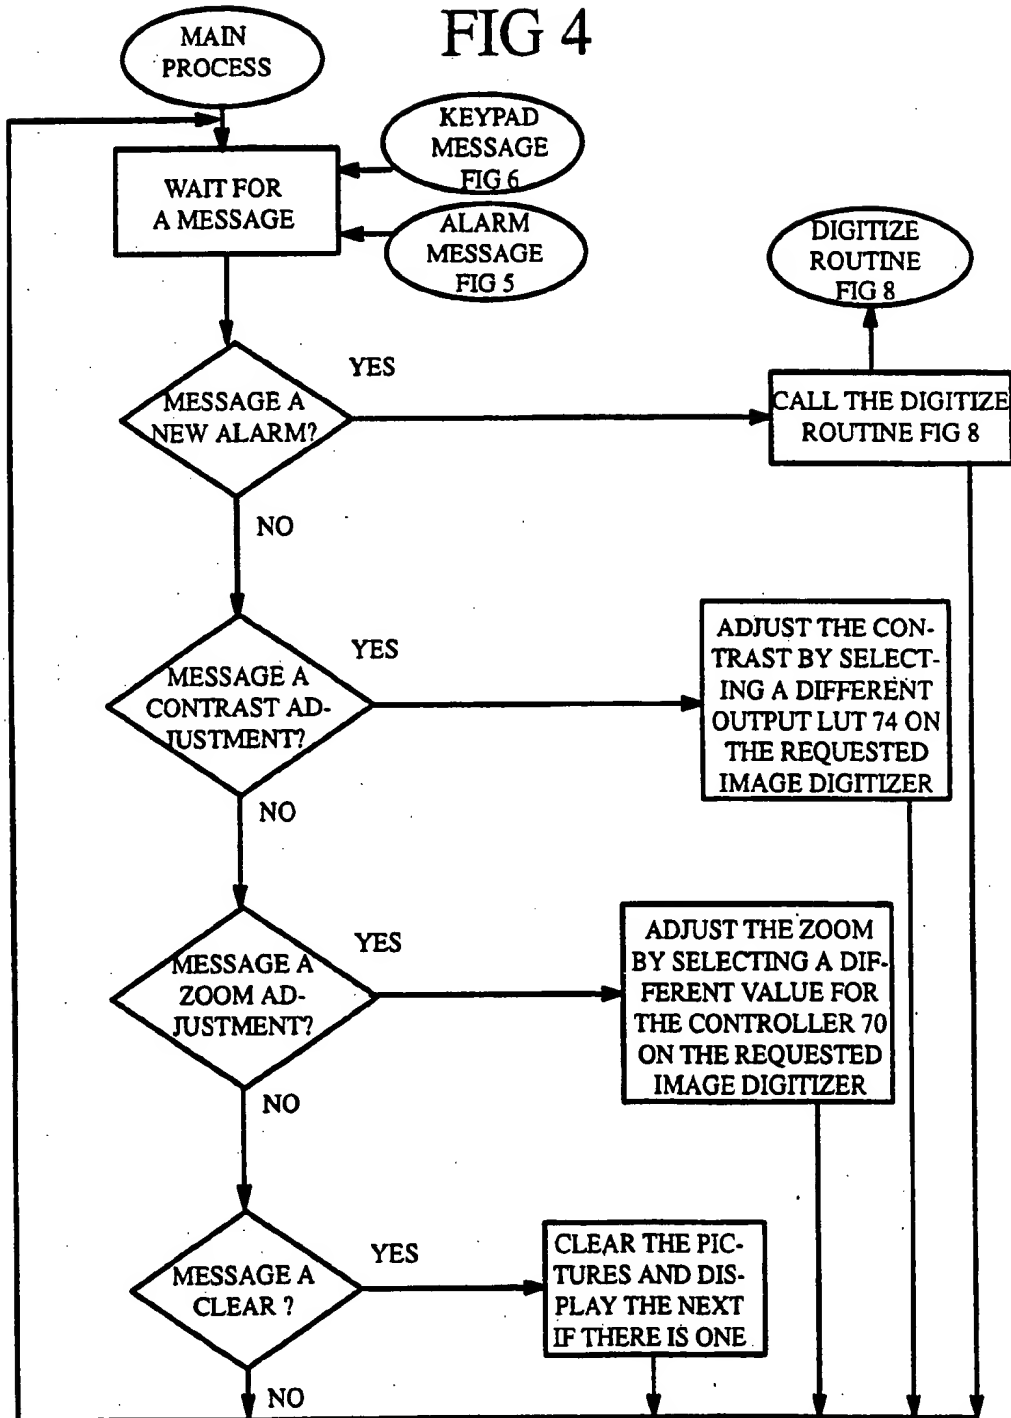 FIG 4
MAIN
PROCESS
KEYPAD
MESSAGE
FIG 6
WAIT FOR
A MESSAGE
ALARM
MESSAGE
FIG 5
DIGITIZE
ROUTINE
FIG 8
YES
MESSAGE A
NEW ALARM?
CALL THE DIGITIZE
ROUTINE FIG 8
NO
YES
MESSAGE A
CONTRAST AD-
JUSTMENT?
ADJUST THE CON-
TRAST BY SELECT-
ING A DIFFERENT
OUTPUT LUT 74 ON
THE REQUESTED
IMAGE DIGITIZER
NO
YES
MESSAGE A
ZOOM AD-
JUSTMENT?
ADJUST THE ZOOM
BY SELECTING A DIF-
FERENT VALUE FOR
THE CONTROLLER 70
ON THE REQUESTED
IMAGE DIGITIZER
NO
YES
MESSAGE A
CLEAR ?
CLEAR THE PIC-
TURES AND DIS-
PLAY THE NEXT
IF THERE IS ONE
NO